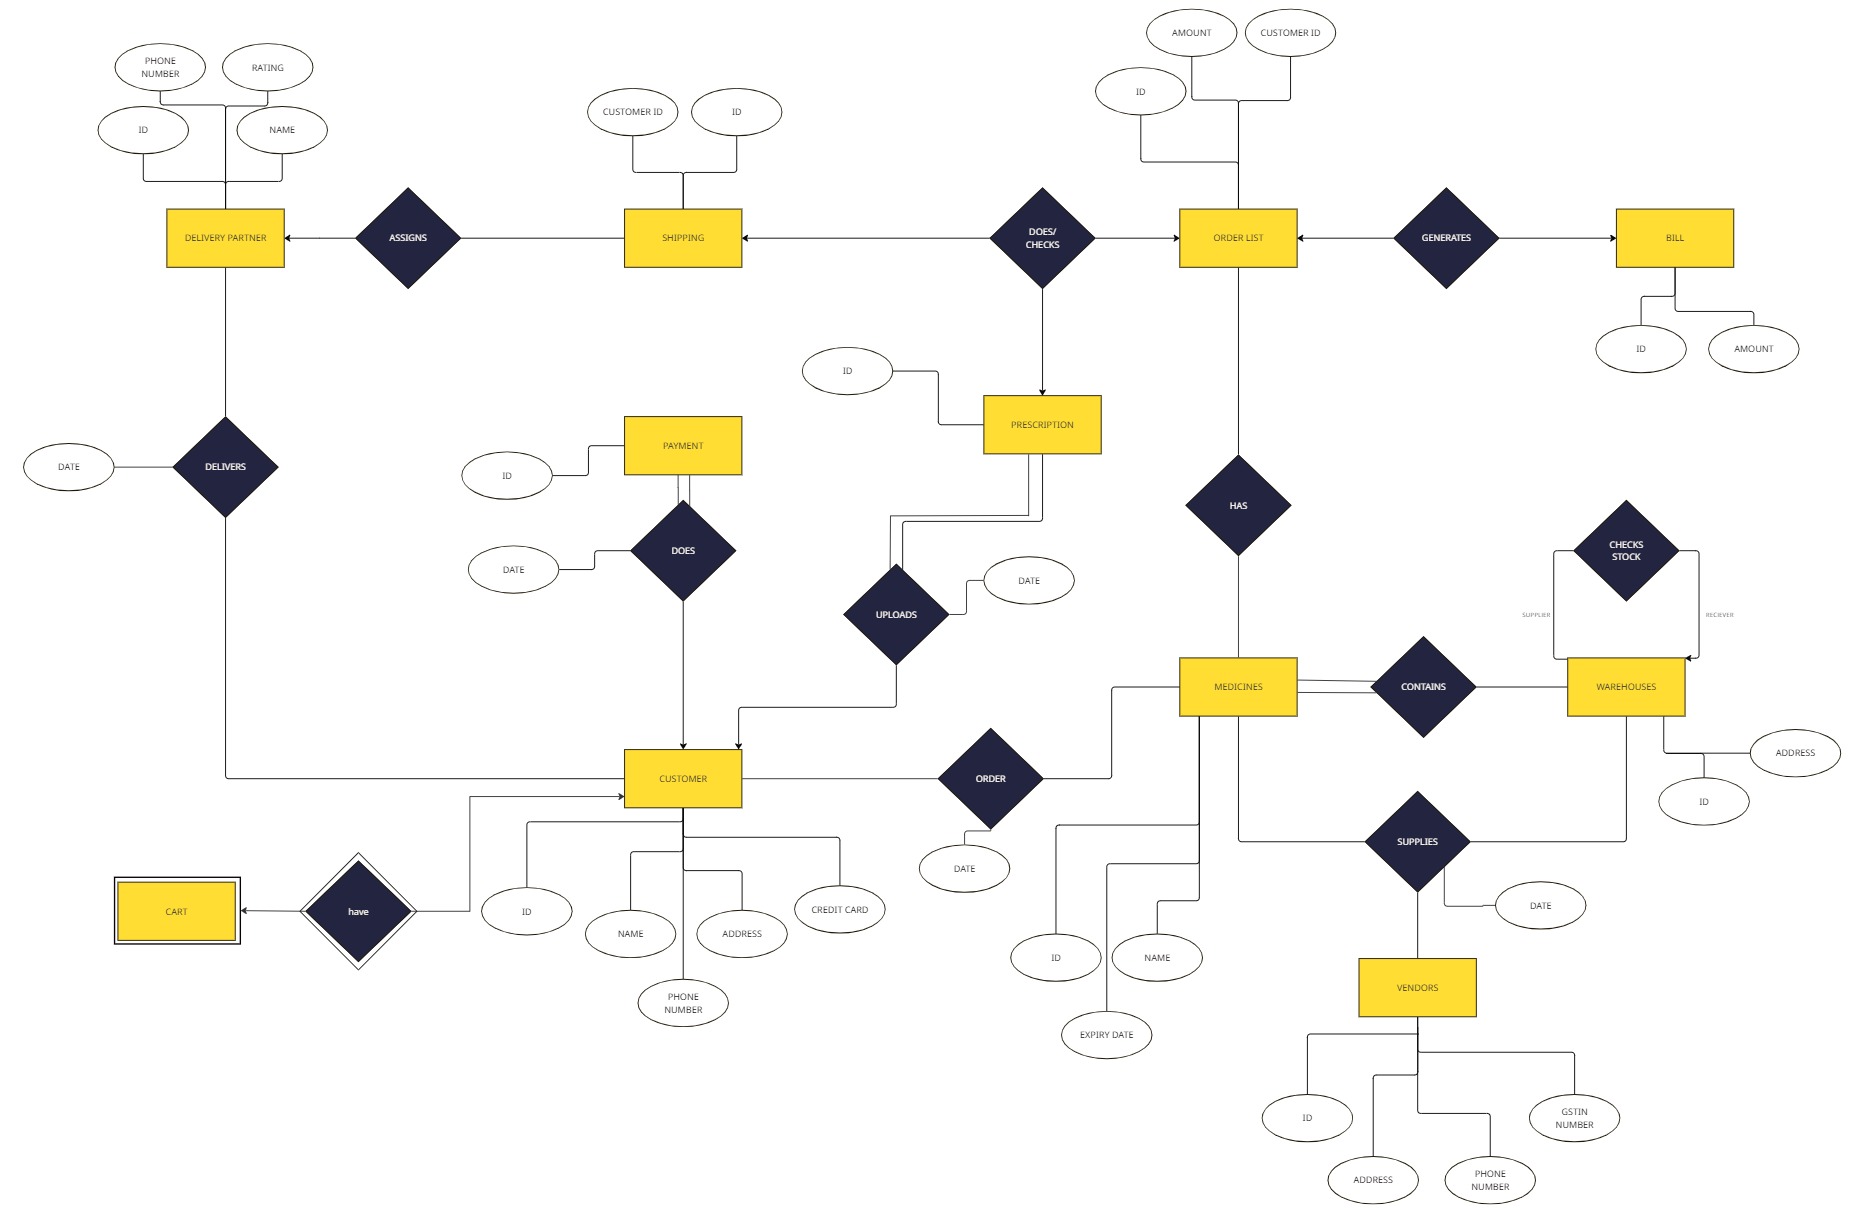 AMOUNT
CUSTOMER ID
PHONE
NUMBER
RATING
ID
CUSTOMER ID
ID
ID
NAME
DELIVERY PARTNER
ASSIGNS
SHIPPING
DOES/
CHECKS
ORDER LIST
GENERATES
BILL
ID
AMOUNT
ID
PRESCRIPTION
PAYMENT
ID
DATE
DELIVERS
HAS
DOES
DATE
CHECKS
STOCK
DATE
UPLOADS
SUPPLIER
RECIEVER
MEDICINES
CONTAINS
WAREHOUSES
ADDRESS
ID
CUSTOMER
ORDER
DATE
SUPPLIES
DATE
CART
have
ID
NAME
ADDRESS
CREDIT CARD
PHONE
NUMBER
ID
NAME
EXPIRY DATE
VENDORS
ID
GSTIN
NUMBER
ADDRESS
PHONE
NUMBER